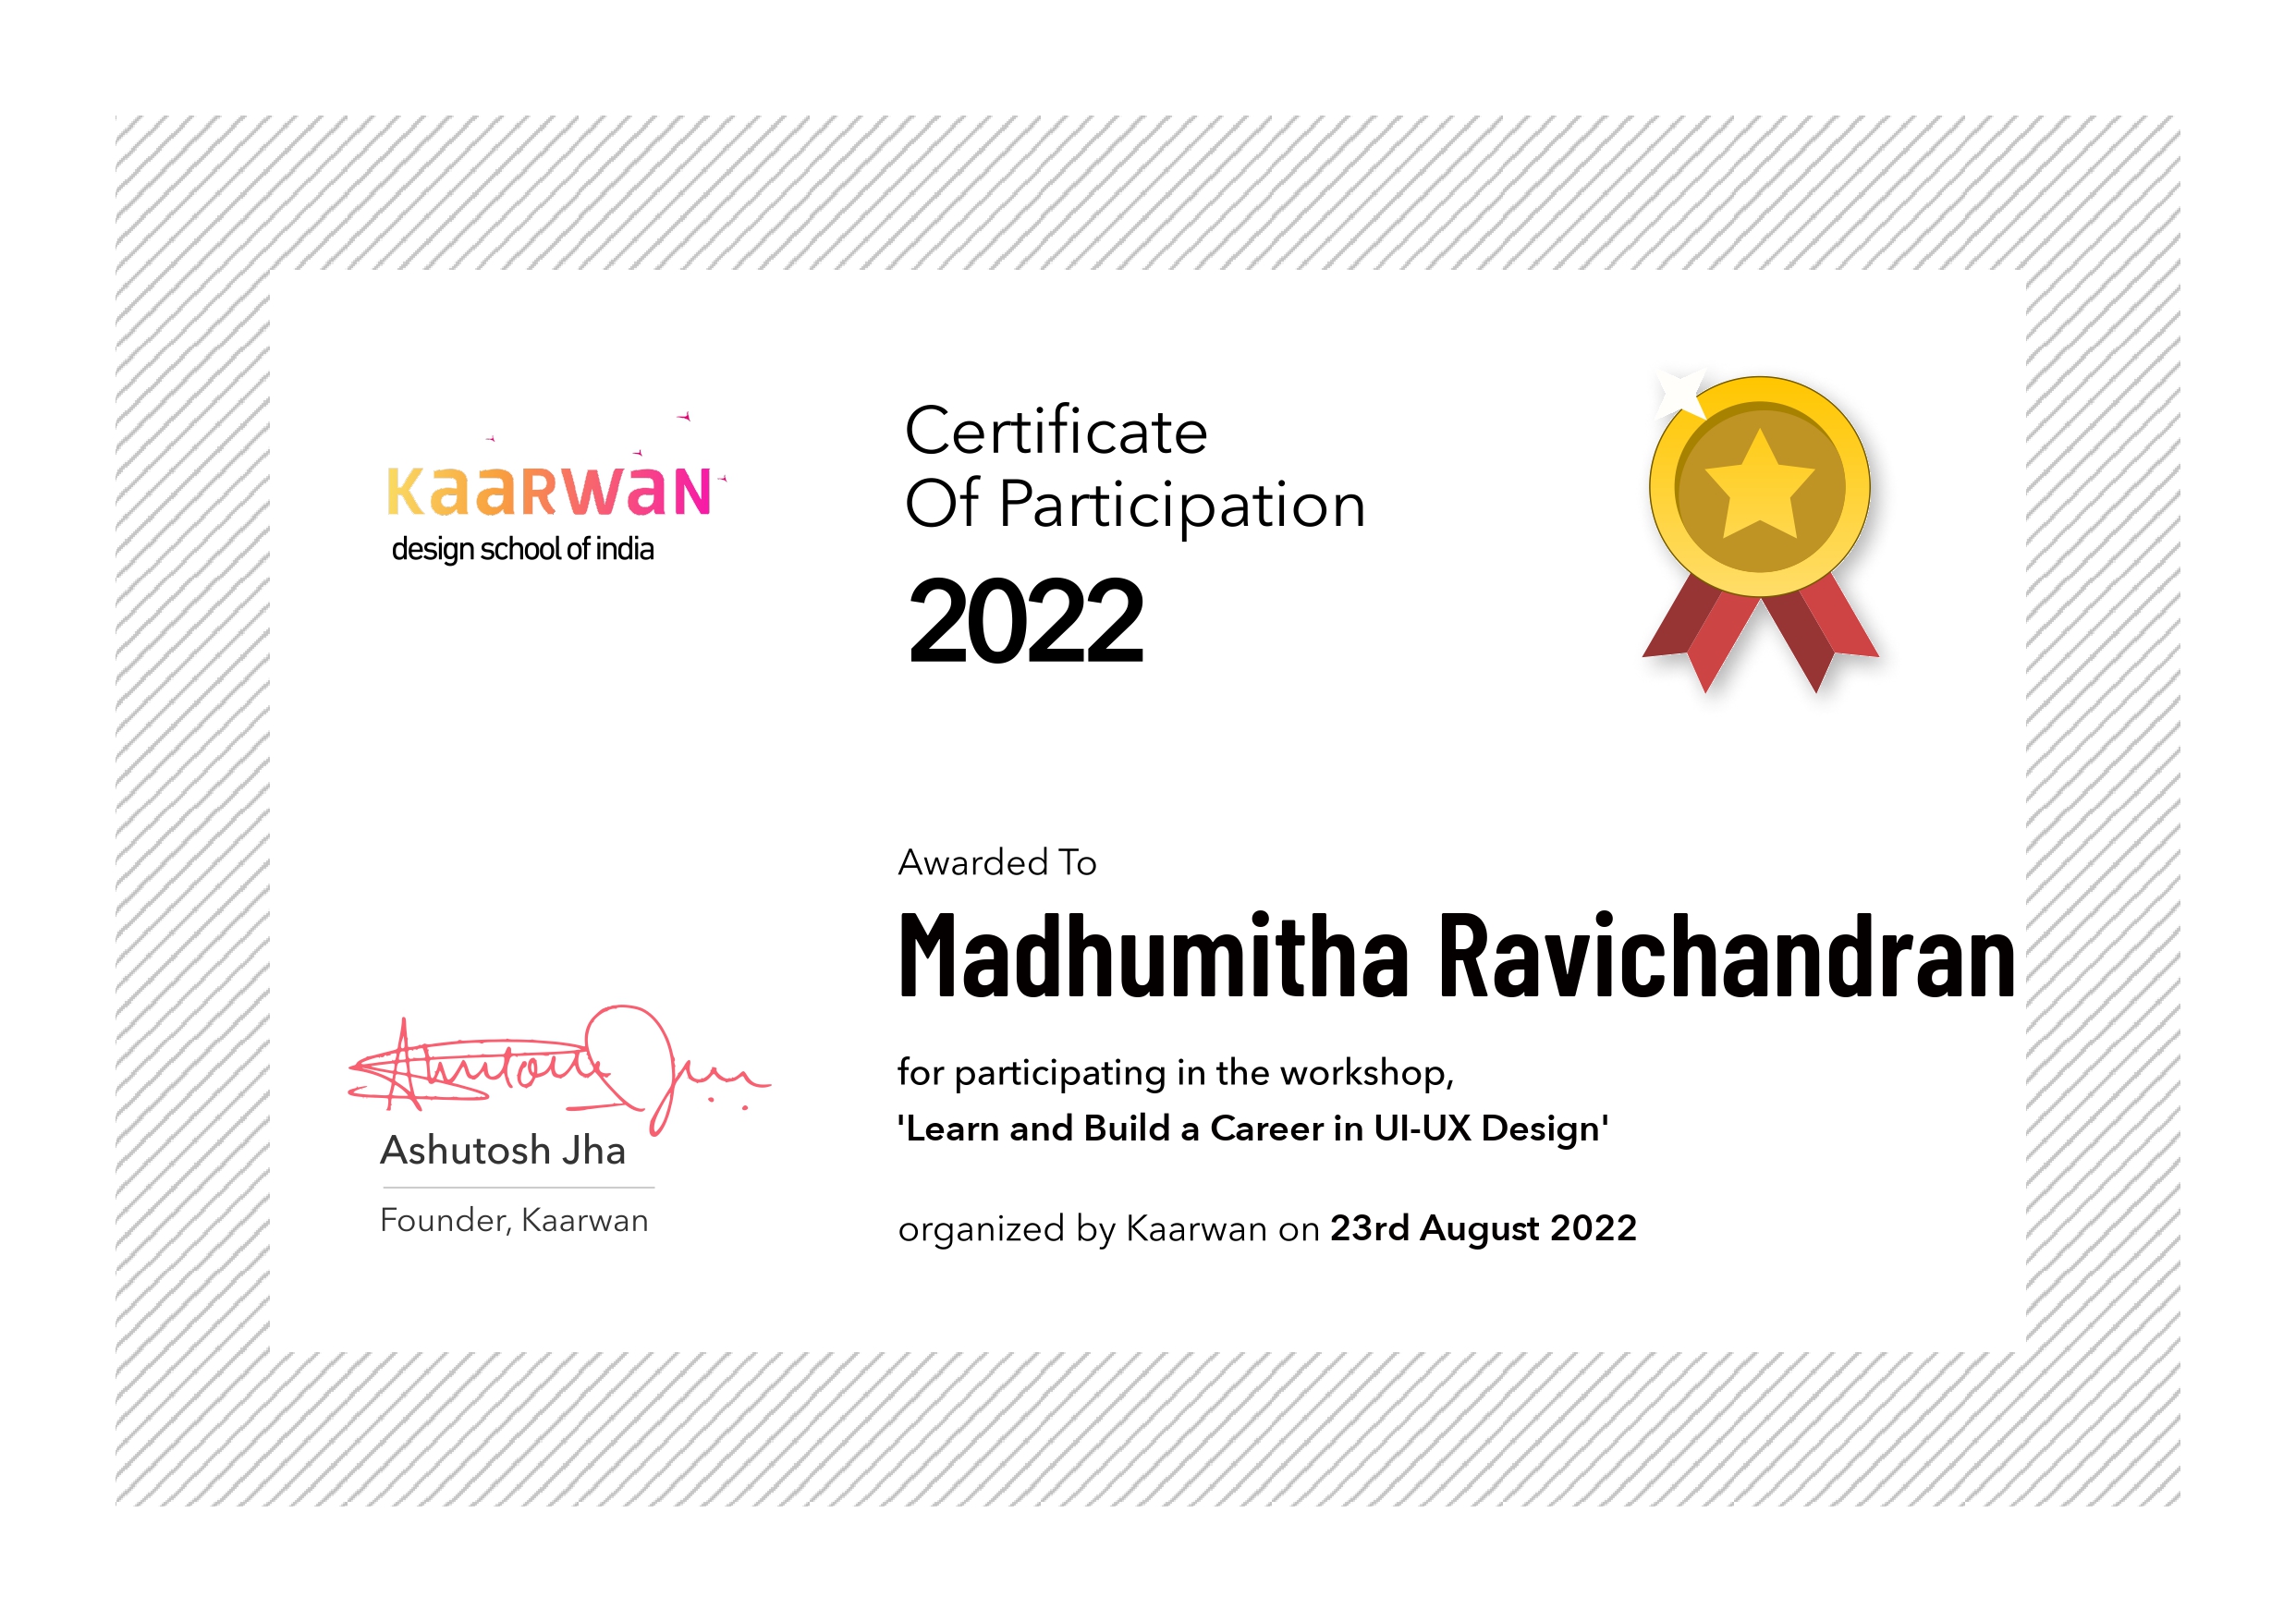 KaaRWaN
design school of india
Certificate
Of Participation
2022
Awarded To
Madhumitha Ravichandran
for participating in the workshop,
'Learn and Build a Career in UI-UX Design'
organized by Kaarwan on 23rd August 2022
Ashutosh Jha
Ashutosh Jha
Founder, Kaarwan